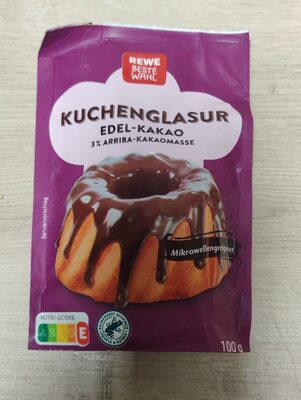 REWE
BESTE
WAHL
KUCHENGLASUR
EDEL-KAKAO
3% ARRIBA-KAKAOMASSE
Serviervorschlag
Mikrowellengeeignet
NUTRI-SCORE
A B C D E
100 g